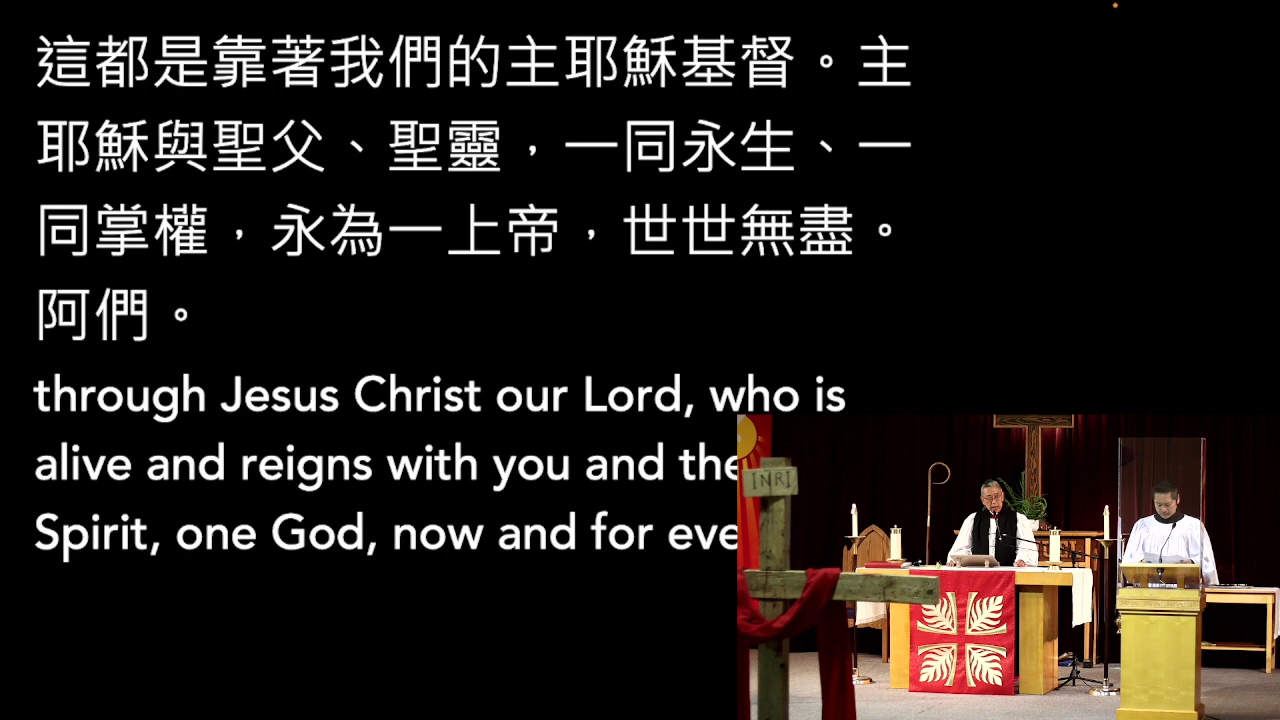 這都是靠著我們的主耶穌基督。主
耶穌與聖父、聖靈，一同永生、一
同掌權，永為一上帝，世世無盡。
阿們。
through Jesus Christ our Lord, who is
alive and reigns with you and the
Spirit, one God, now and for eve
INRI